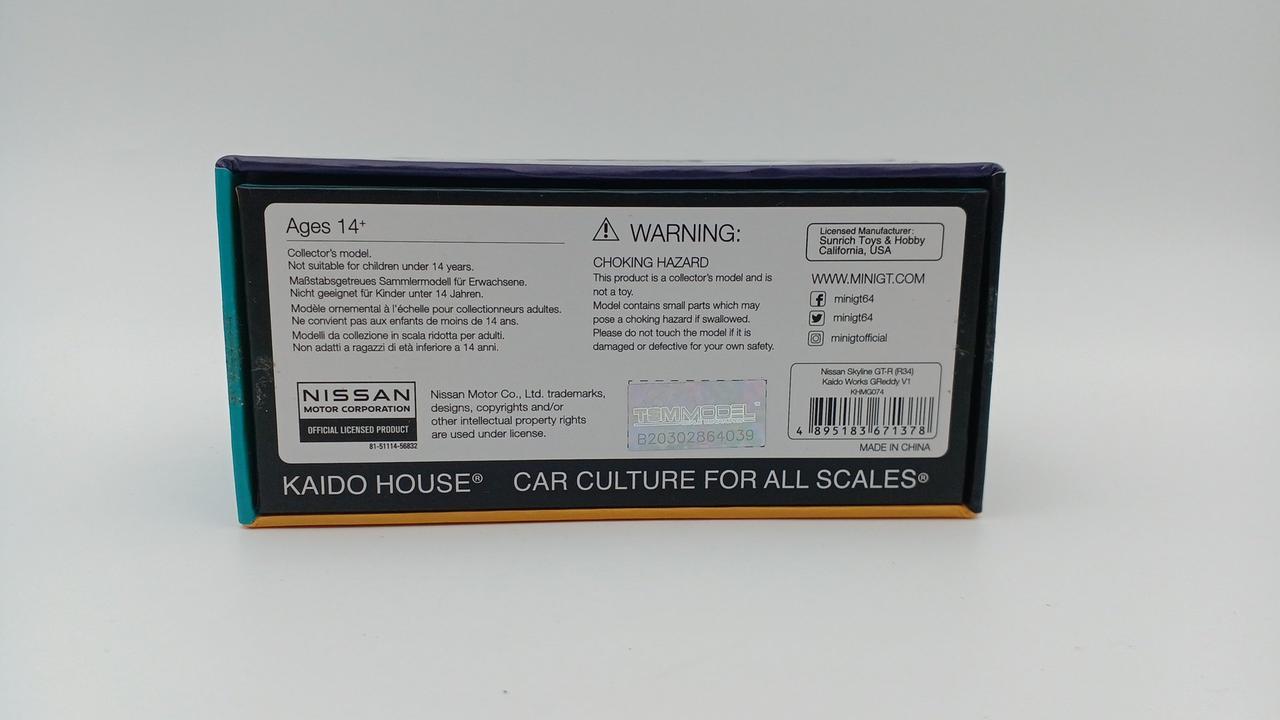 Ages 14+
Collector's model.
Not suitable for children under 14 years.
Maßstabsgetreues Sammlermodell für Erwachsene.
Nicht geeignet für Kinder unter 14 Jahren.
Modèle ornemental à l'échelle pour collectionneurs adultes.
Ne convient pas aux enfants de moins de 14 ans.
Modelli da collezione in scala ridotta per adulti.
Non adatti a ragazzi di età inferiore a 14 anni.
WARNING:
CHOKING HAZARD
This product is a collector's model and is
not a toy.
Model contains small parts which may
pose a choking hazard if swallowed.
Please do not touch the model if it is
damaged or defective for your own safety.
Licensed Manufacturer:
Sunrich Toys & Hobby
California, USA
WWW.MINIGT.COM
minigt64
minigt64
minigtofficial
NISSAN
MOTOR CORPORATION
OFFICIAL LICENSED PRODUCT
81-51114-56832
Nissan Motor Co., Ltd. trademarks,
designs, copyrights and/or
other intellectual property rights
are used under license.
TSMMODEL
B20302864039
Nissan Skyline GT-R (R34)
Kaido Works GReddy V1
KHMG074
4 895183 671378
MADE IN CHINA
KAIDO HOUSE® CAR CULTURE FOR ALL SCALES®